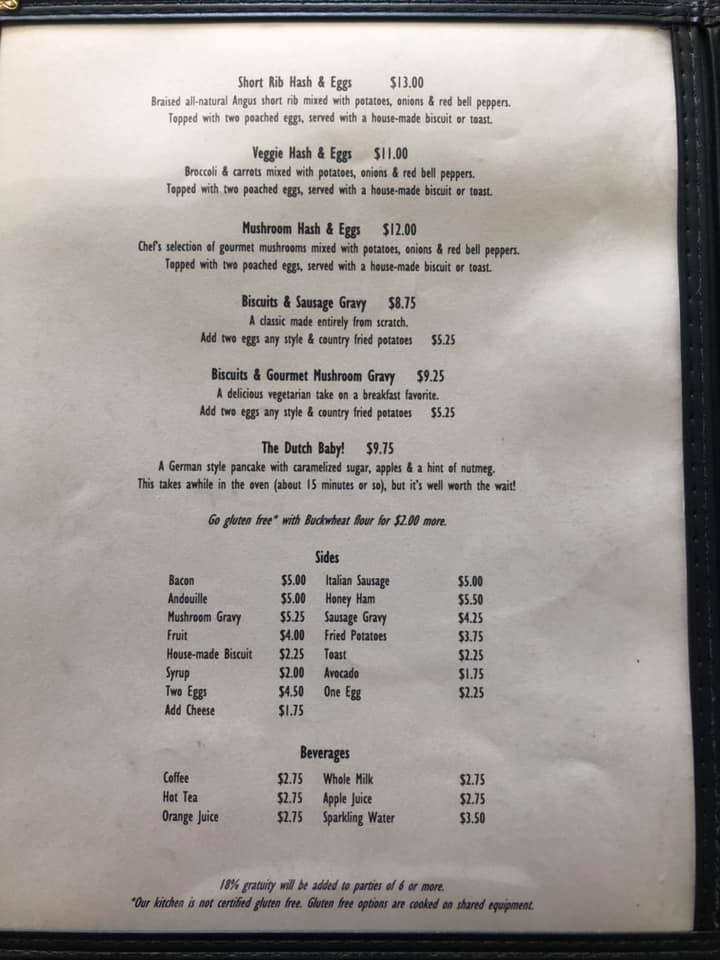 Short Rib Hash & Eggs $13.00
Braised all-natural Angus short rib mixed with potatoes, onions & red bell peppers.
Topped with two poached eggs, served with a house-made biscuit or toast.
Veggie Hash & Eggs $11.00
Broccoli & carrots mixed with potatoes, onions & red bell peppers.
Topped with two poached eggs, served with a house-made biscuit or toast.
Mushroom Hash & Eggs $12.00
Chef's selection of gourmet mushrooms mixed with potatoes, onions & red bell peppers.
Topped with two poached eggs, served with a house-made biscuit or toast.
Biscuits & Sausage Gravy $8.75
A classic made entirely from scratch.
Add two eggs any style & country fried potatoes $5.25
Biscuits & Gourmet Mushroom Gravy $9.25
A delicious vegetarian take on a breakfast favorite.
Add two eggs any style & country fried potatoes $5.25
The Dutch Baby! $9.75
A German style pancake with caramelized sugar, apples & a hint of nutmeg.
This takes awhile in the oven (about 15 minutes or so), but it's well worth the wait!
Go gluten free* with Buckwheat flour for $2.00 more.
Sides
Bacon $5.00 Italian Sausage $5.00
Andouille $5.00 Honey Ham $5.50
Mushroom Gravy $5.25 Sausage Gravy $4.25
Fruit $4.00 Fried Potatoes $3.75
House-made Biscuit $2.25 Toast $2.25
Syrup $2.00 Avocado $1.75
Two Eggs $4.50 One Egg $2.25
Add Cheese $1.75
Beverages
Coffee $2.75 Whole Milk $2.75
Hot Tea $2.75 Apple Juice $2.75
Orange Juice $2.75 Sparkling Water $3.50
18% gratuity will be added to parties of 6 or more.
*Our kitchen is not certified gluten free. Gluten free options are cooked on shared equipment.